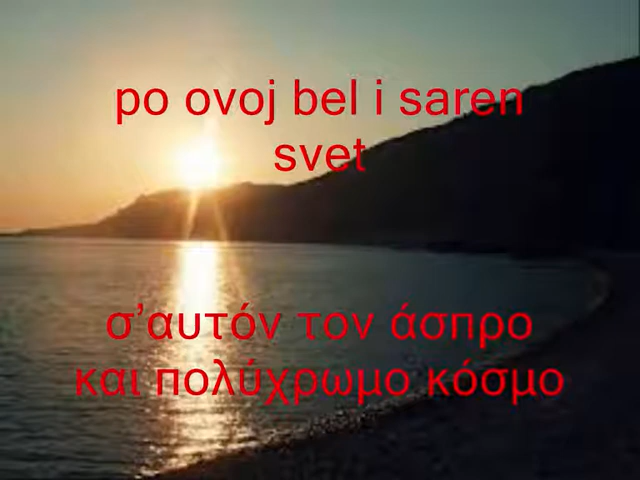 po ovoj bel i saren
svet
σ'αυτόν τον άσπρο
και πολύχρωμο κόσμο